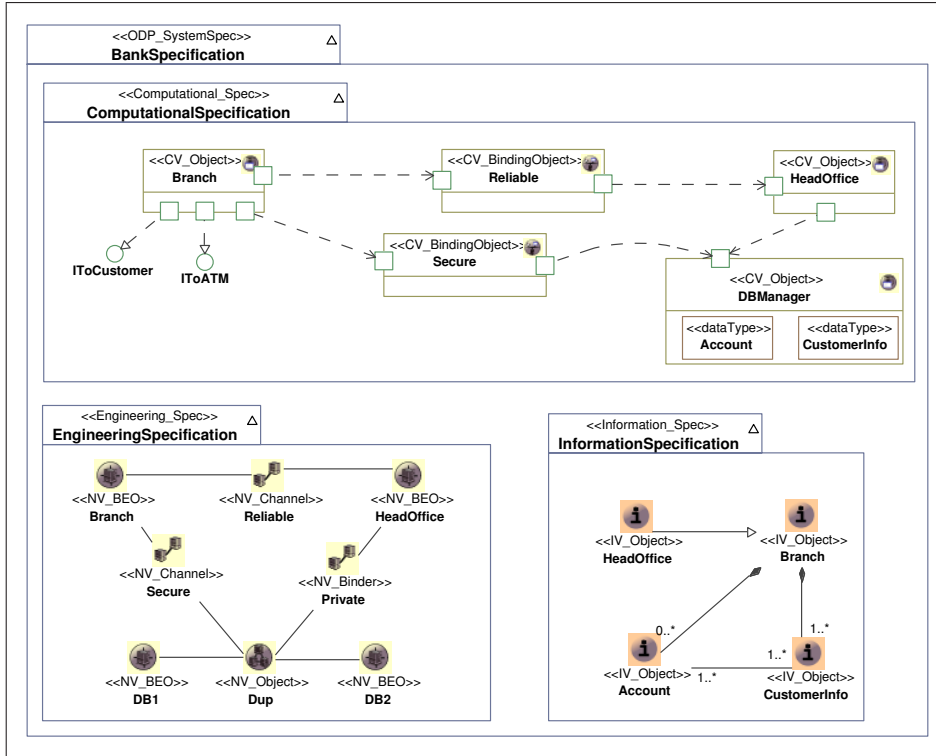 <<ODP_SystemSpec>>
BankSpecification
<<Computational_Spec>>
ComputationalSpecification
<<CV_Object>>
Branch
<<CV_BindingObject>>
Reliable
<<CV_Object>>
HeadOffice
IToCustomer
IToATM
<<CV_BindingObject>>
Secure
<<CV_Object>>
DBManager
<<dataType>>
Account
<<dataType>>
CustomerInfo
<<Engineering_Spec>>
EngineeringSpecification
<<NV_BEO>>
Branch
<<NV_Channel>>
Reliable
<<NV_BEO>>
HeadOffice
<<NV_Channel>>
Secure
<<NV_Binder>>
Private
<<NV_BEO>>
DB1
<<NV_Object>>
Dup
<<NV_BEO>>
DB2
<<Information_Spec>>
InformationSpecification
<<IV_Object>>
HeadOffice
<<IV_Object>>
Branch
0..*
1..*
1..*
1..*
<<IV_Object>>
Account
<<IV_Object>>
CustomerInfo